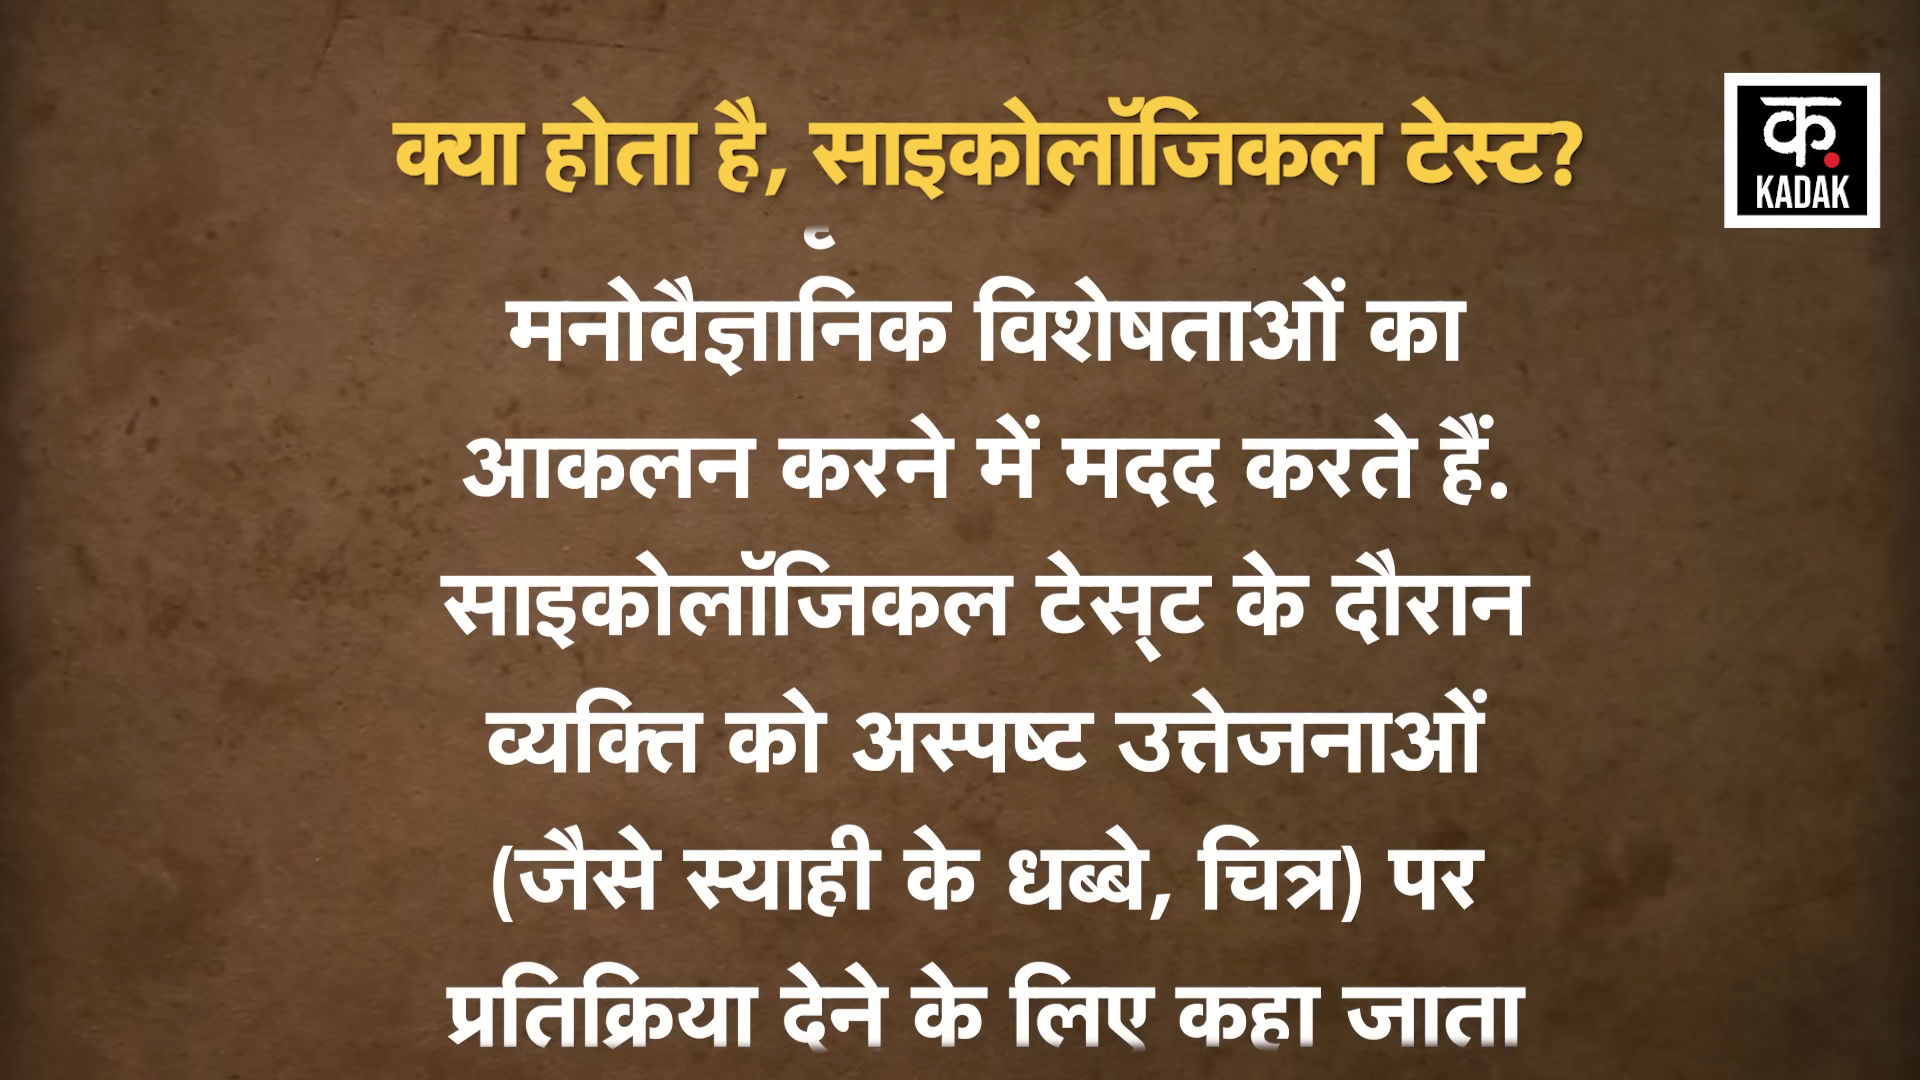 क्या होता है, साइकोलॉजिकल टेस्ट?
क
KADAK
मनोवैज्ञानिक विशेषताओं का
आकलन करने में मदद करते हैं.
साइकोलॉजिकल टेस्‌ट के दौरान
व्यक्ति को अस्पष्ट उत्तेजनाओं
(जैसे स्याही के धब्बे, चित्र) पर
प्रतिक्रिया देने के लिए कहा जाता